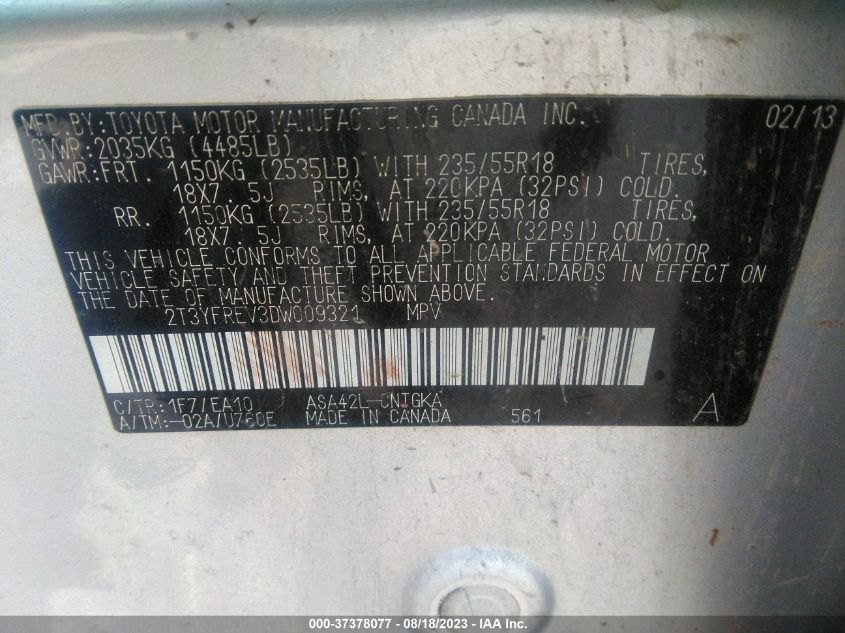 MFD. BY: TOYOTA MOTOR MANUFACTURING CANADA INC. 02/13
GVWR: 2035KG (4485LB)
GAWR: FRT. 1150KG (2535LB) WITH 235/55R18 TIRES,
18X7. 5J RIMS, AT 220KPA (32PSI) COLD.
RR. 1150KG (2535LB) WITH 235/55R18 TIRES,
18X7. 5J RIMS, AT 220KPA (32PSI) COLD.
THIS VEHICLE CONFORMS TO ALL APPLICABLE FEDERAL MOTOR
VEHICLE SAFETY AND THEFT PREVENTION STANDARDS IN EFFECT ON
THE DATE OF MANUFACTURE SHOWN ABOVE.
2T3YFREV3DW009321 MPV
C/TR: 1F7/EA10 ASA42L-CNTGKA
A/TM: -02A/U760E MADE IN CANADA 561 A
000-37378077 - 08/18/2023 - IAA Inc.